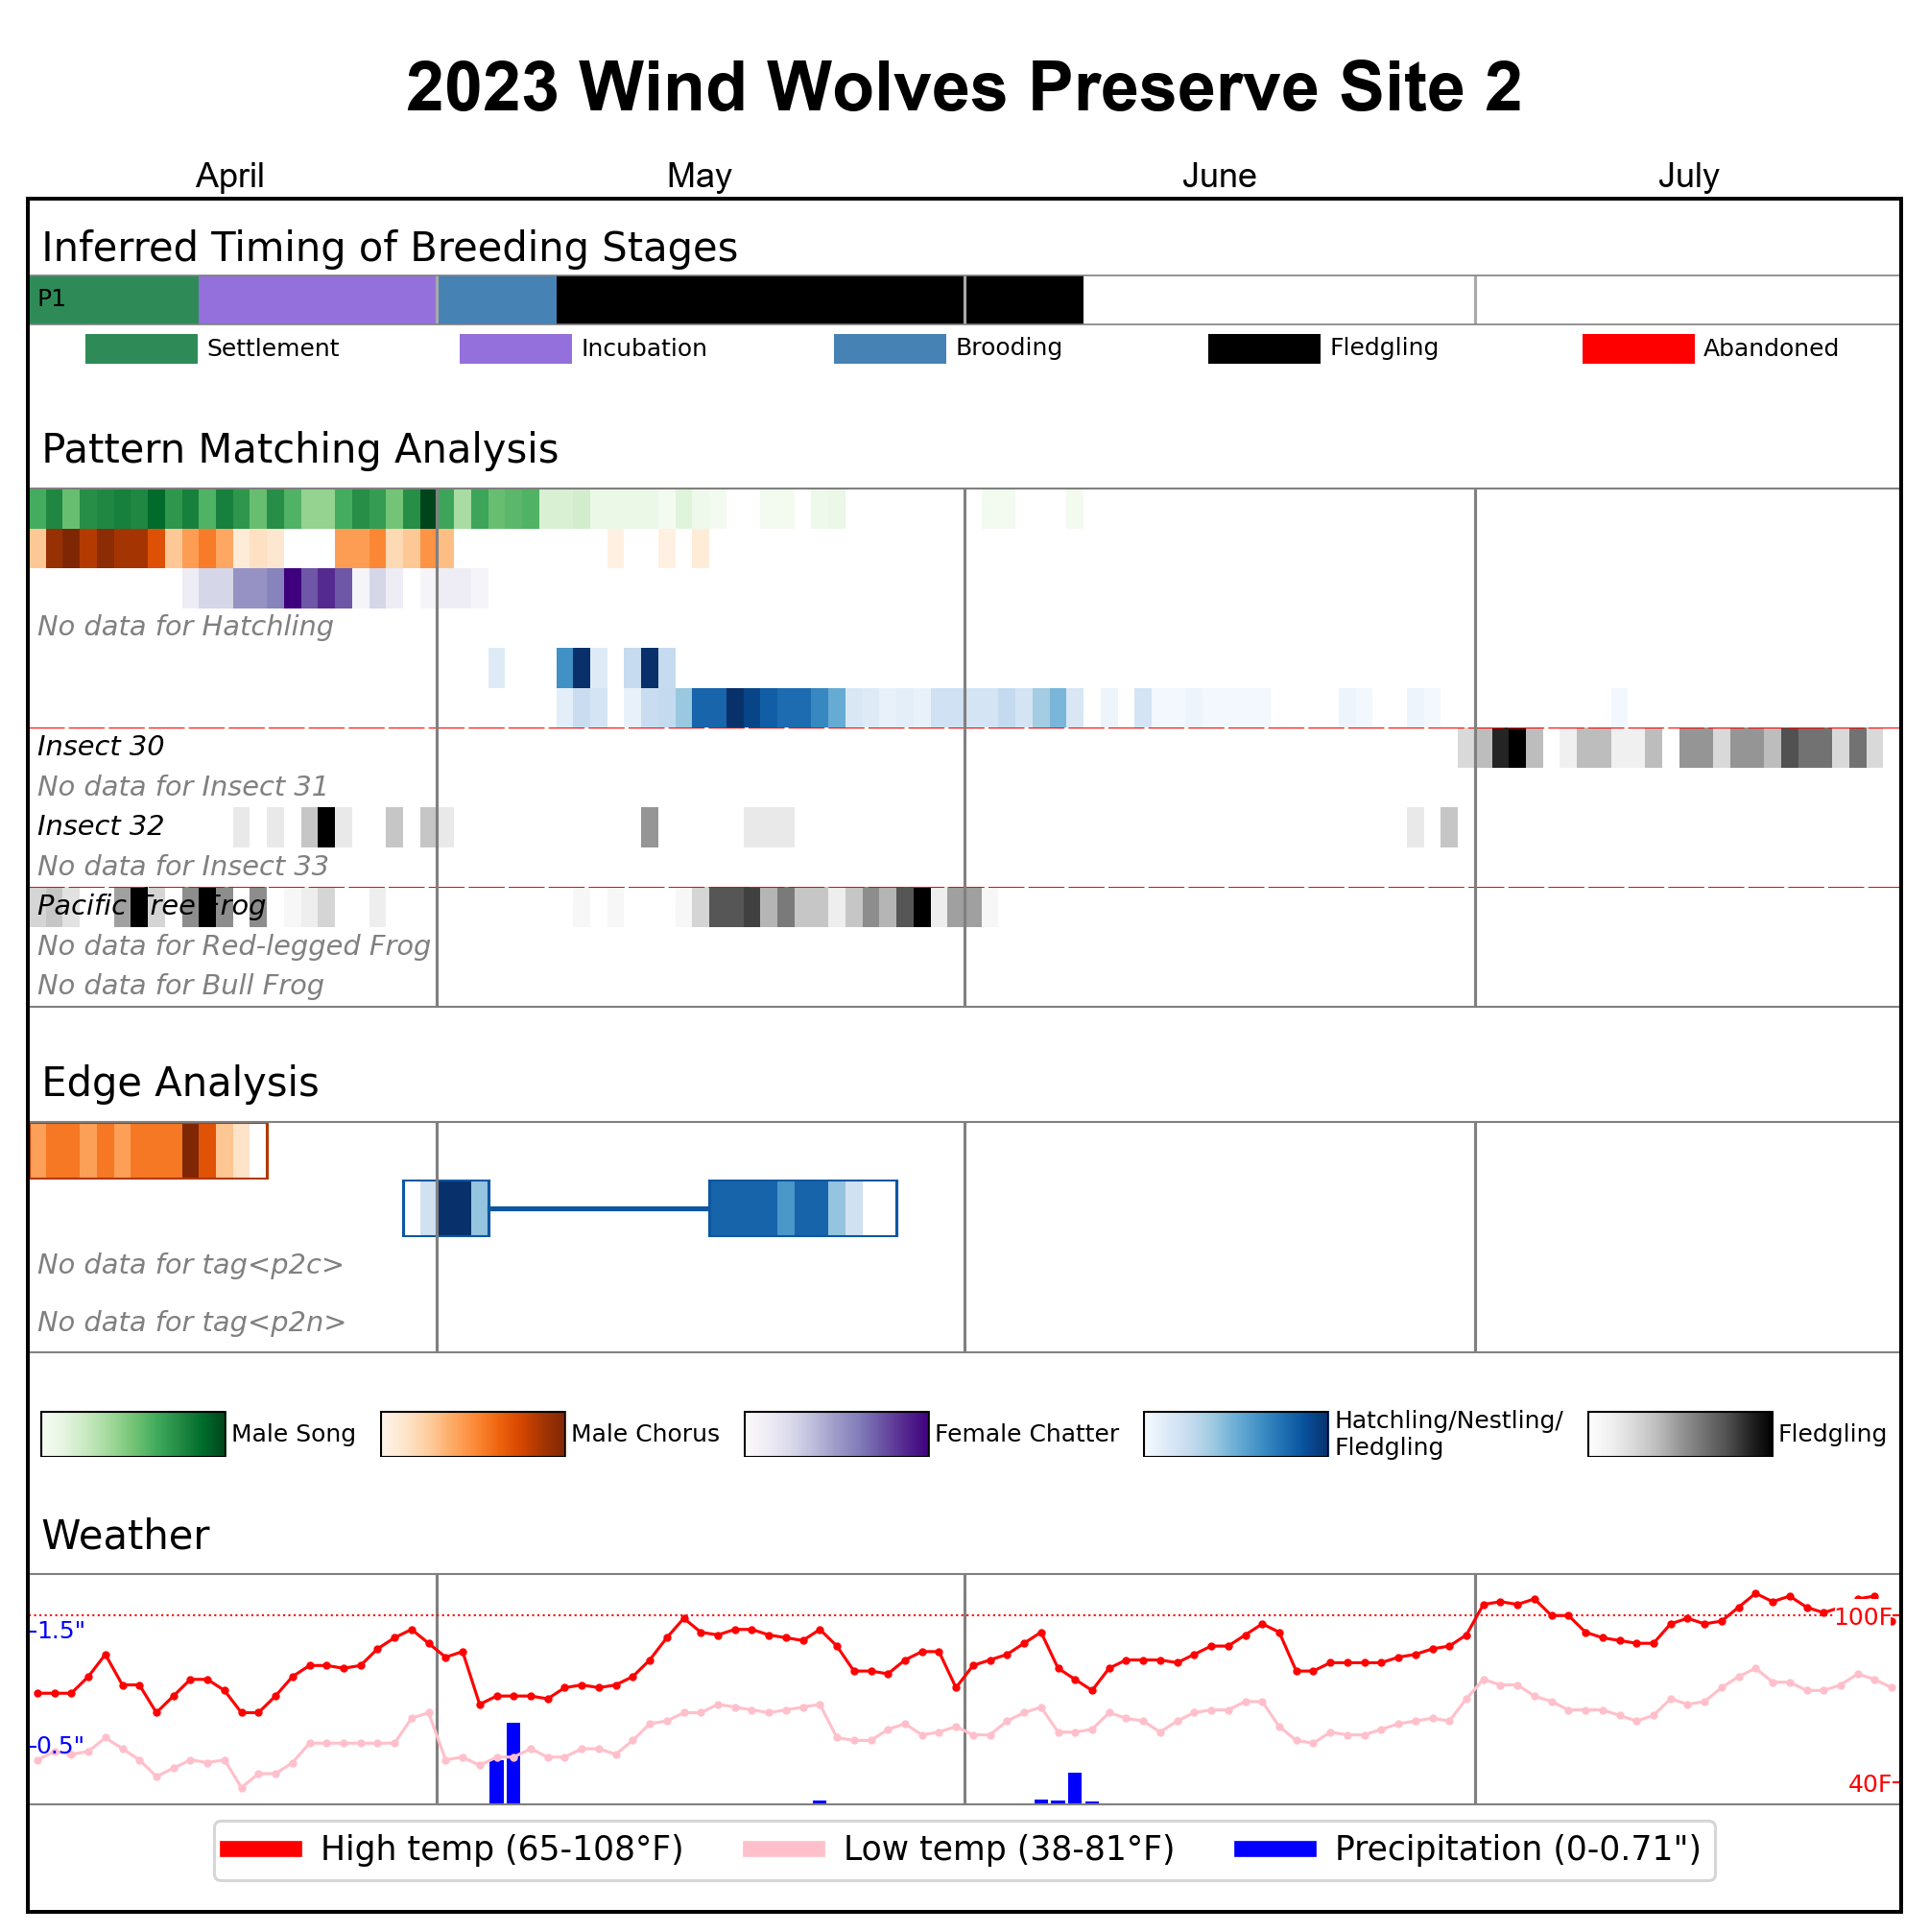 2023 Wind Wolves Preserve Site 2
April May June July
Inferred Timing of Breeding Stages
P1
Settlement Incubation Brooding Fledgling Abandoned
Pattern Matching Analysis
No data for Hatchling
Insect 30
No data for Insect 31
Insect 32
No data for Insect 33
Pacific Tree Frog
No data for Red-legged Frog
No data for Bull Frog
Edge Analysis
No data for tag<p2c>
No data for tag<p2n>
Male Song Male Chorus Female Chatter Hatchling/Nestling/
Fledgling Fledgling
Weather
1.5" 100F
0.5" 40F
High temp (65-108°F) Low temp (38-81°F) Precipitation (0-0.71")